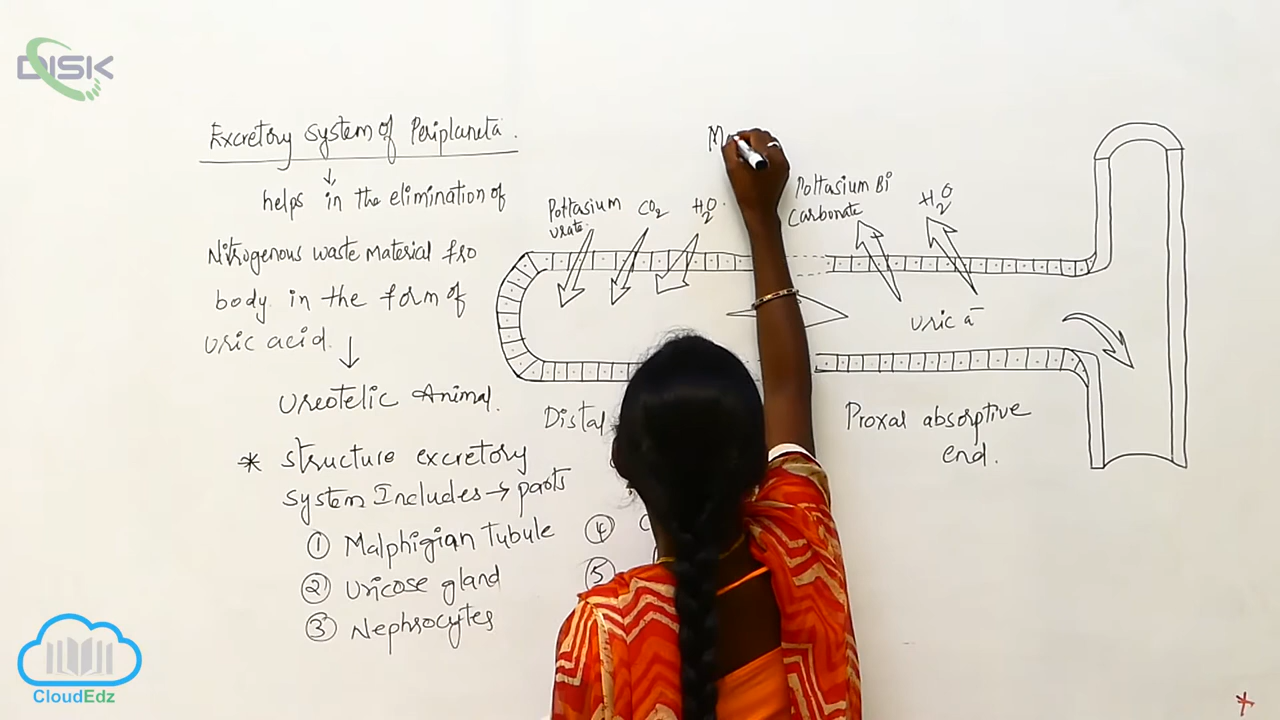 DISK
Excretory System of Periplaneta.
helps in the elimination of
Nitrogenous waste material fro
body in the form of
uric acid.
Ureotelic Animal.
* Structure excretory
System Includes → parts
① Malphigian Tubule
② Uricose gland
③ Nephrocytes
④
⑤
M
Pottasium
urate.
CO2
H2O.
Pottasium Bi
Carbonate
H2O
uric a
Distal
Proxal absorptive
end.
CloudEdz